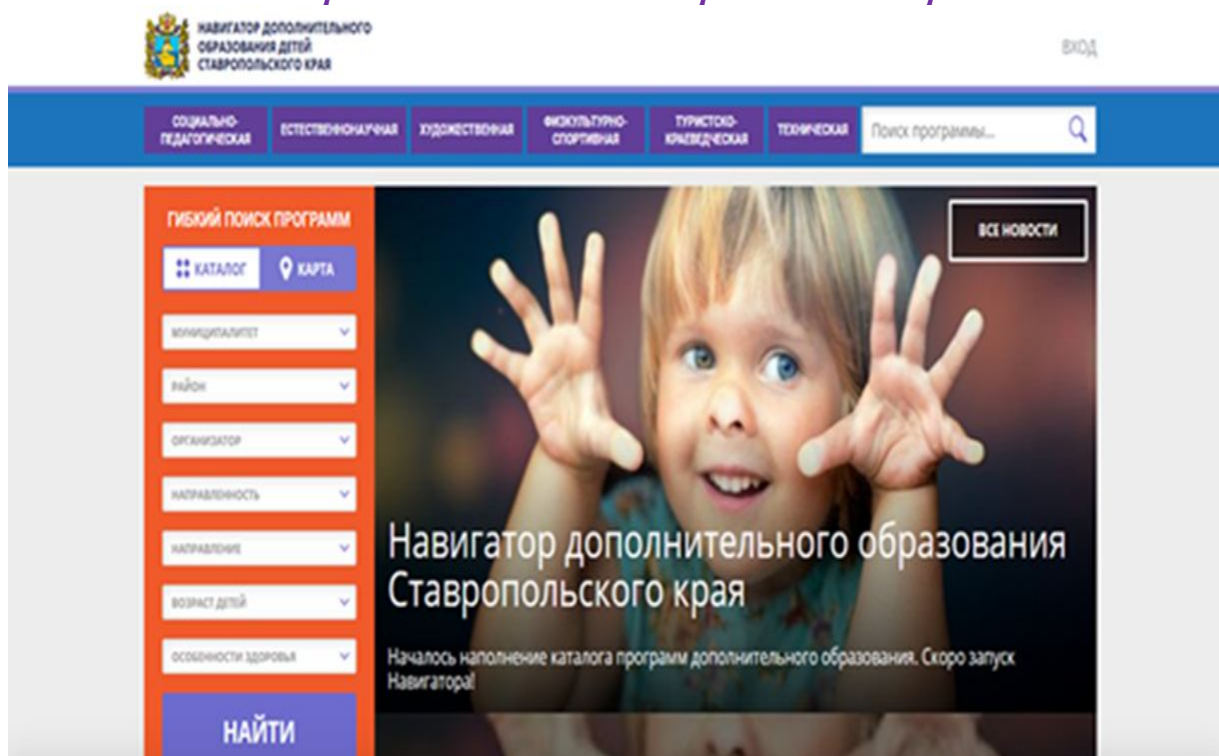 НАВИГАТОР ДОПОЛНИТЕЛЬНОГО
ОБРАЗОВАНИЯ ДЕТЕЙ
СТАВРОПОЛЬСКОГО КРАЯ
ВХОД
СОЦИАЛЬНО-
ПЕДАГОГИЧЕСКАЯ
ЕСТЕСТВЕННОНАУЧНАЯ
ХУДОЖЕСТВЕННАЯ
ФИЗКУЛЬТУРНО-
СПОРТИВНАЯ
ТУРИСТСКО-
КРАЕВЕДЧЕСКАЯ
ТЕХНИЧЕСКАЯ
Поиск программы...
ГИБКИЙ ПОИСК ПРОГРАММ
КАТАЛОГ
КАРТА
МУНИЦИПАЛИТЕТ
РАЙОН
ОРГАНИЗАТОР
НАПРАВЛЕННОСТЬ
НАПРАВЛЕНИЕ
ВОЗРАСТ ДЕТЕЙ
ОСОБЕННОСТИ ЗДОРОВЬЯ
НАЙТИ
ВСЕ НОВОСТИ
Навигатор дополнительного образования
Ставропольского края
Началось наполнение каталога программ дополнительного образования. Скоро запуск
Навигатора!